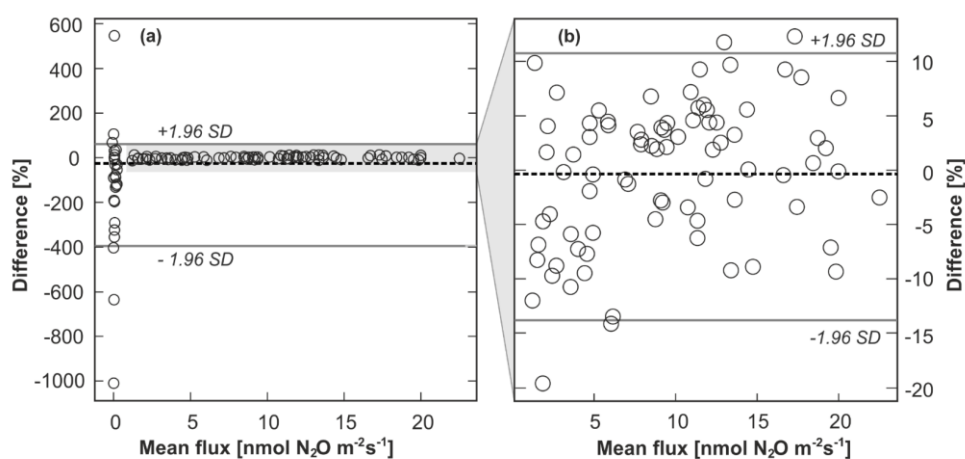 (a)
600
400
200
0
-200
-400
-600
-800
-1000
Difference [%]
+1.96 SD
- 1.96 SD
0
5
10
15
20
Mean flux [nmol N₂O m⁻²s⁻¹]
(b)
+1.96 SD
-1.96 SD
10
5
0
-5
-10
-15
-20
Difference [%]
5
10
15
20
Mean flux [nmol N₂O m⁻²s⁻¹]